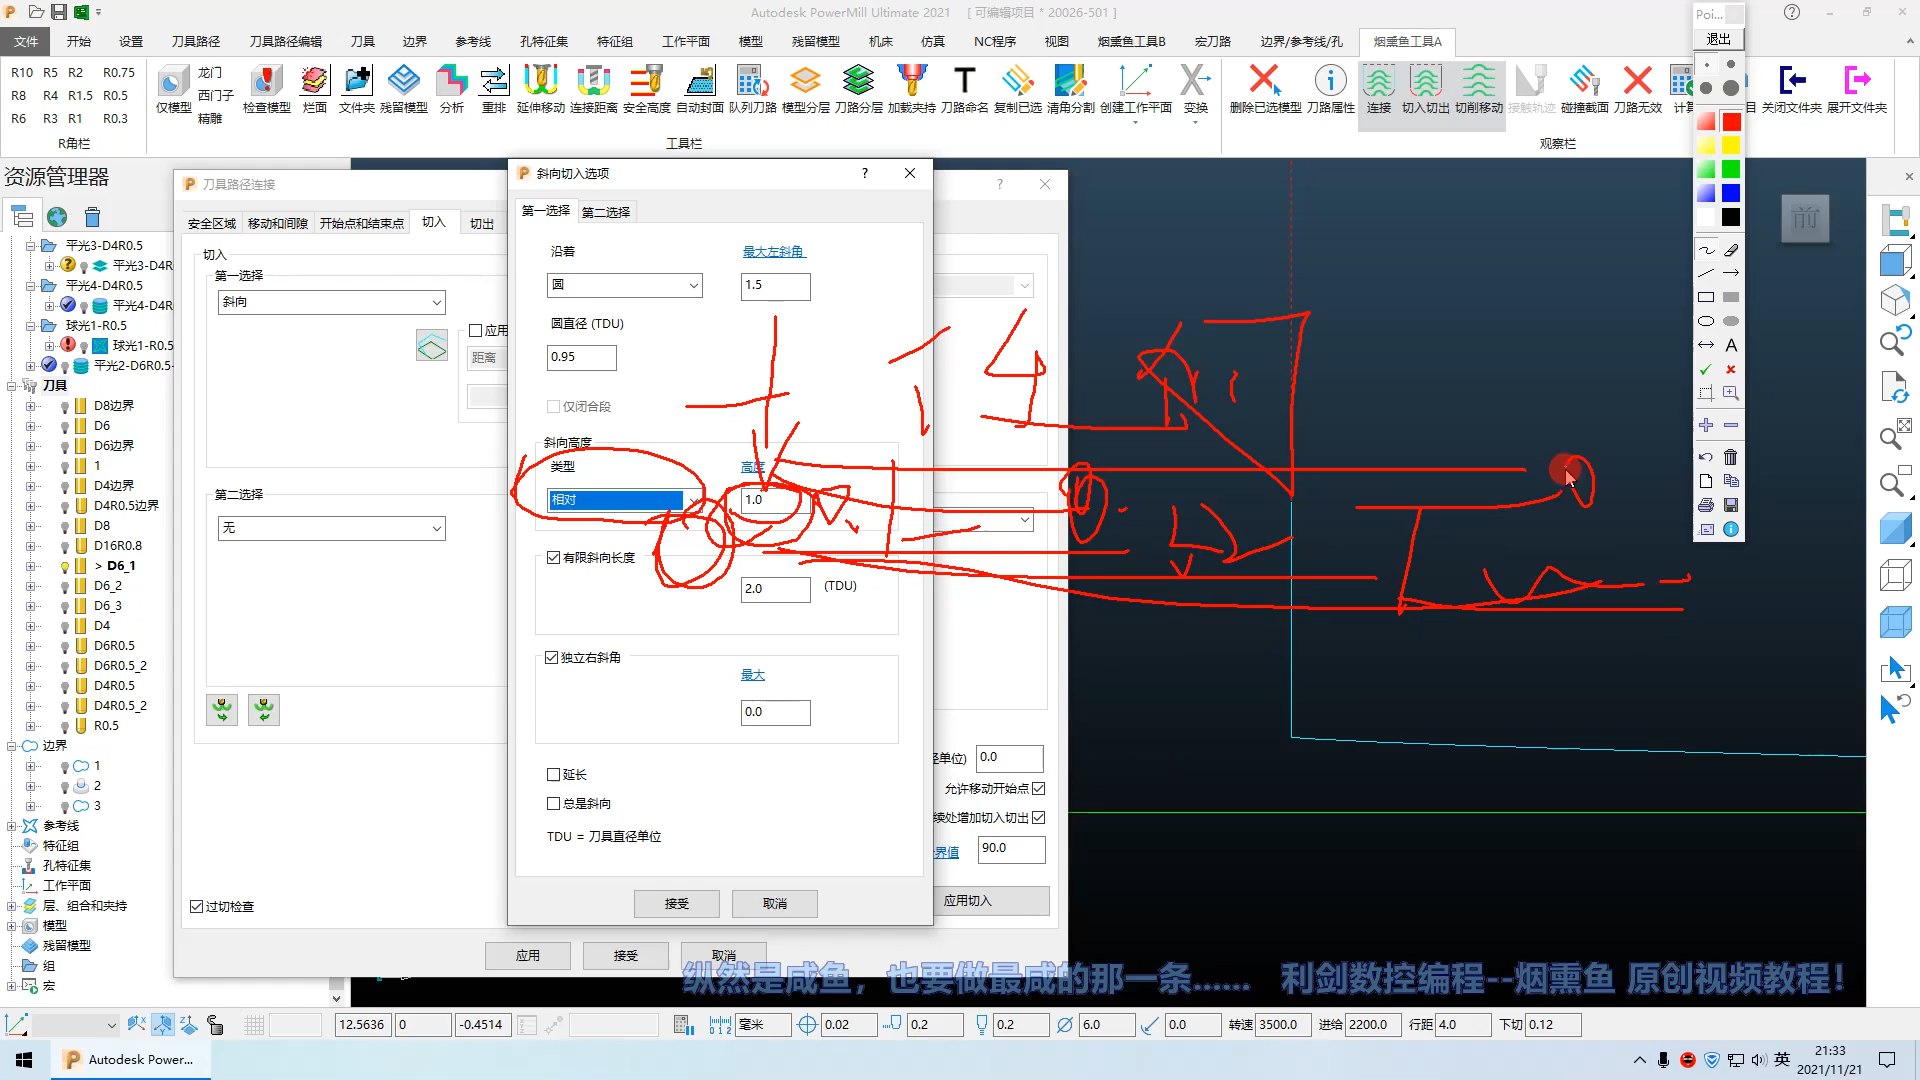 Autodesk PowerMill Ultimate 2021 [ 可编辑项目 * 20026-501 ]
Poi...
退出
文件 开始 设置 刀具路径 刀具路径编辑 刀具 边界 参考线 孔特征集 特征组 工作平面 模型 残留模型 机床 仿真 NC程序 视图 烟熏鱼工具B 宏刀路 边界/参考线/孔 烟熏鱼工具A
R10 R5 R2 R0.75
R8 R4 R1.5 R0.5
R6 R3 R1 R0.3
R角栏
龙门
西门子
精雕
仅模型 检查模型 烂面 文件夹 残留模型 分析 重排 延伸移动 连接距离 安全高度 自动封面 队列刀路 模型分层 刀路分层 加载夹持 刀路命名 复制已选 清角分割 创建工作平面 变换
工具栏
删除已选模型 刀路属性 连接 切入切出 切削移动 接触轨迹 碰撞截面 刀路无效 计算 目 关闭文件夹 展开文件夹
观察栏
资源管理器
平光3-D4R0.5
平光3-D4R
平光4-D4R0.5
平光4-D4R
球光1-R0.5
球光1-R0.5
平光2-D6R0.5-
刀具
D8边界
D6
D6边界
1
D4边界
D4R0.5边界
D8
D16R0.8
> D6_1
D6_2
D6_3
D4
D6R0.5
D6R0.5_2
D4R0.5
D4R0.5_2
R0.5
边界
1
2
3
参考线
特征组
孔特征集
工作平面
层、组合和夹持
模型
残留模型
组
宏
刀具路径连接
安全区域 移动和间隙 开始点和结束点 切入 切出
切入
第一选择
斜向
应用
距离
第二选择
无
过切检查
应用 接受 取消
径单位) 0.0
允许移动开始点
续处增加切入切出
界值 90.0
应用切入
斜向切入选项
第一选择 第二选择
沿着 最大左斜角
圆 1.5
圆直径 (TDU)
0.95
仅闭合段
斜向高度
类型 高度
相对 1.0
有限斜向长度
2.0 (TDU)
独立右斜角
最大
0.0
延长
总是斜向
TDU = 刀具直径单位
接受 取消
前
纵然是咸鱼，也要做最咸的那一条...... 利剑数控编程--烟熏鱼 原创视频教程！
12.5636 0 -0.4514 毫米 0.02 0.2 0.2 6.0 0.0 转速 3500.0 进给 2200.0 行距 4.0 下切 0.12
Autodesk Power...
英
21:33
2021/11/21